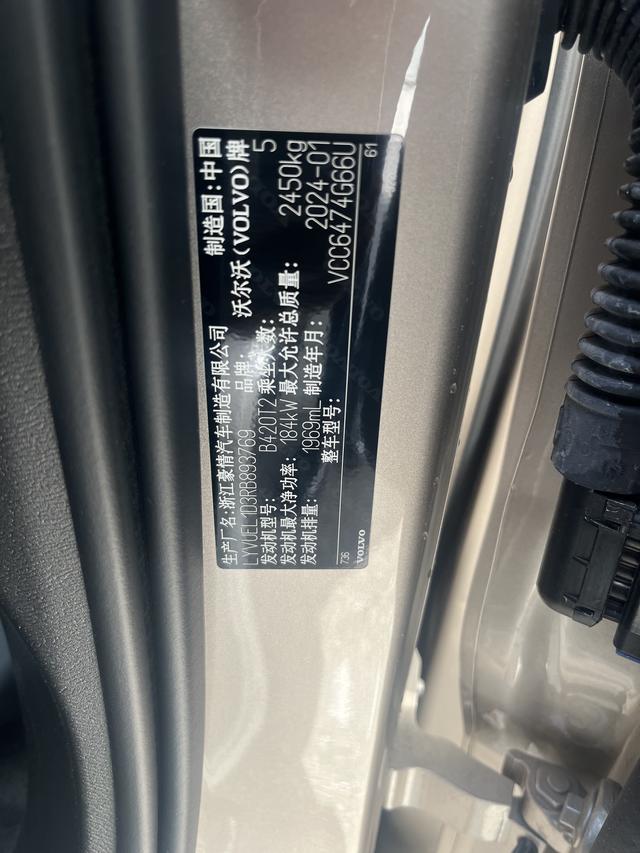 生产厂名:浙江豪情汽车制造有限公司 制造国:中国
LYVUEL1D3RB893769 品牌: 沃尔沃(VOLVO)牌
发动机型号: B420T2 乘坐人数: 5
发动机最大净功率: 184kW 最大允许总质量: 2450kg
发动机排量: 1969mL 制造年月: 2024-01
整车型号: VCC6474G66U
736 61
VOLVO